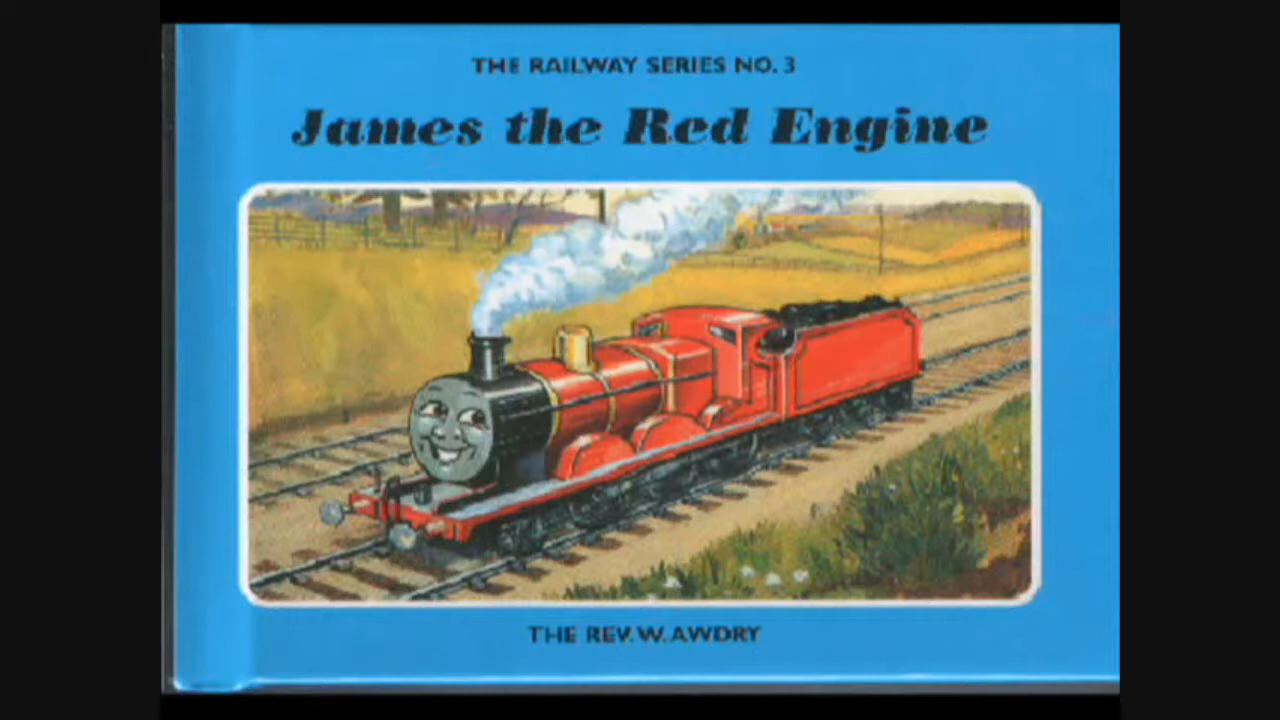 THE RAILWAY SERIES NO. 3
James the Red Engine
THE REV. W. AWDRY